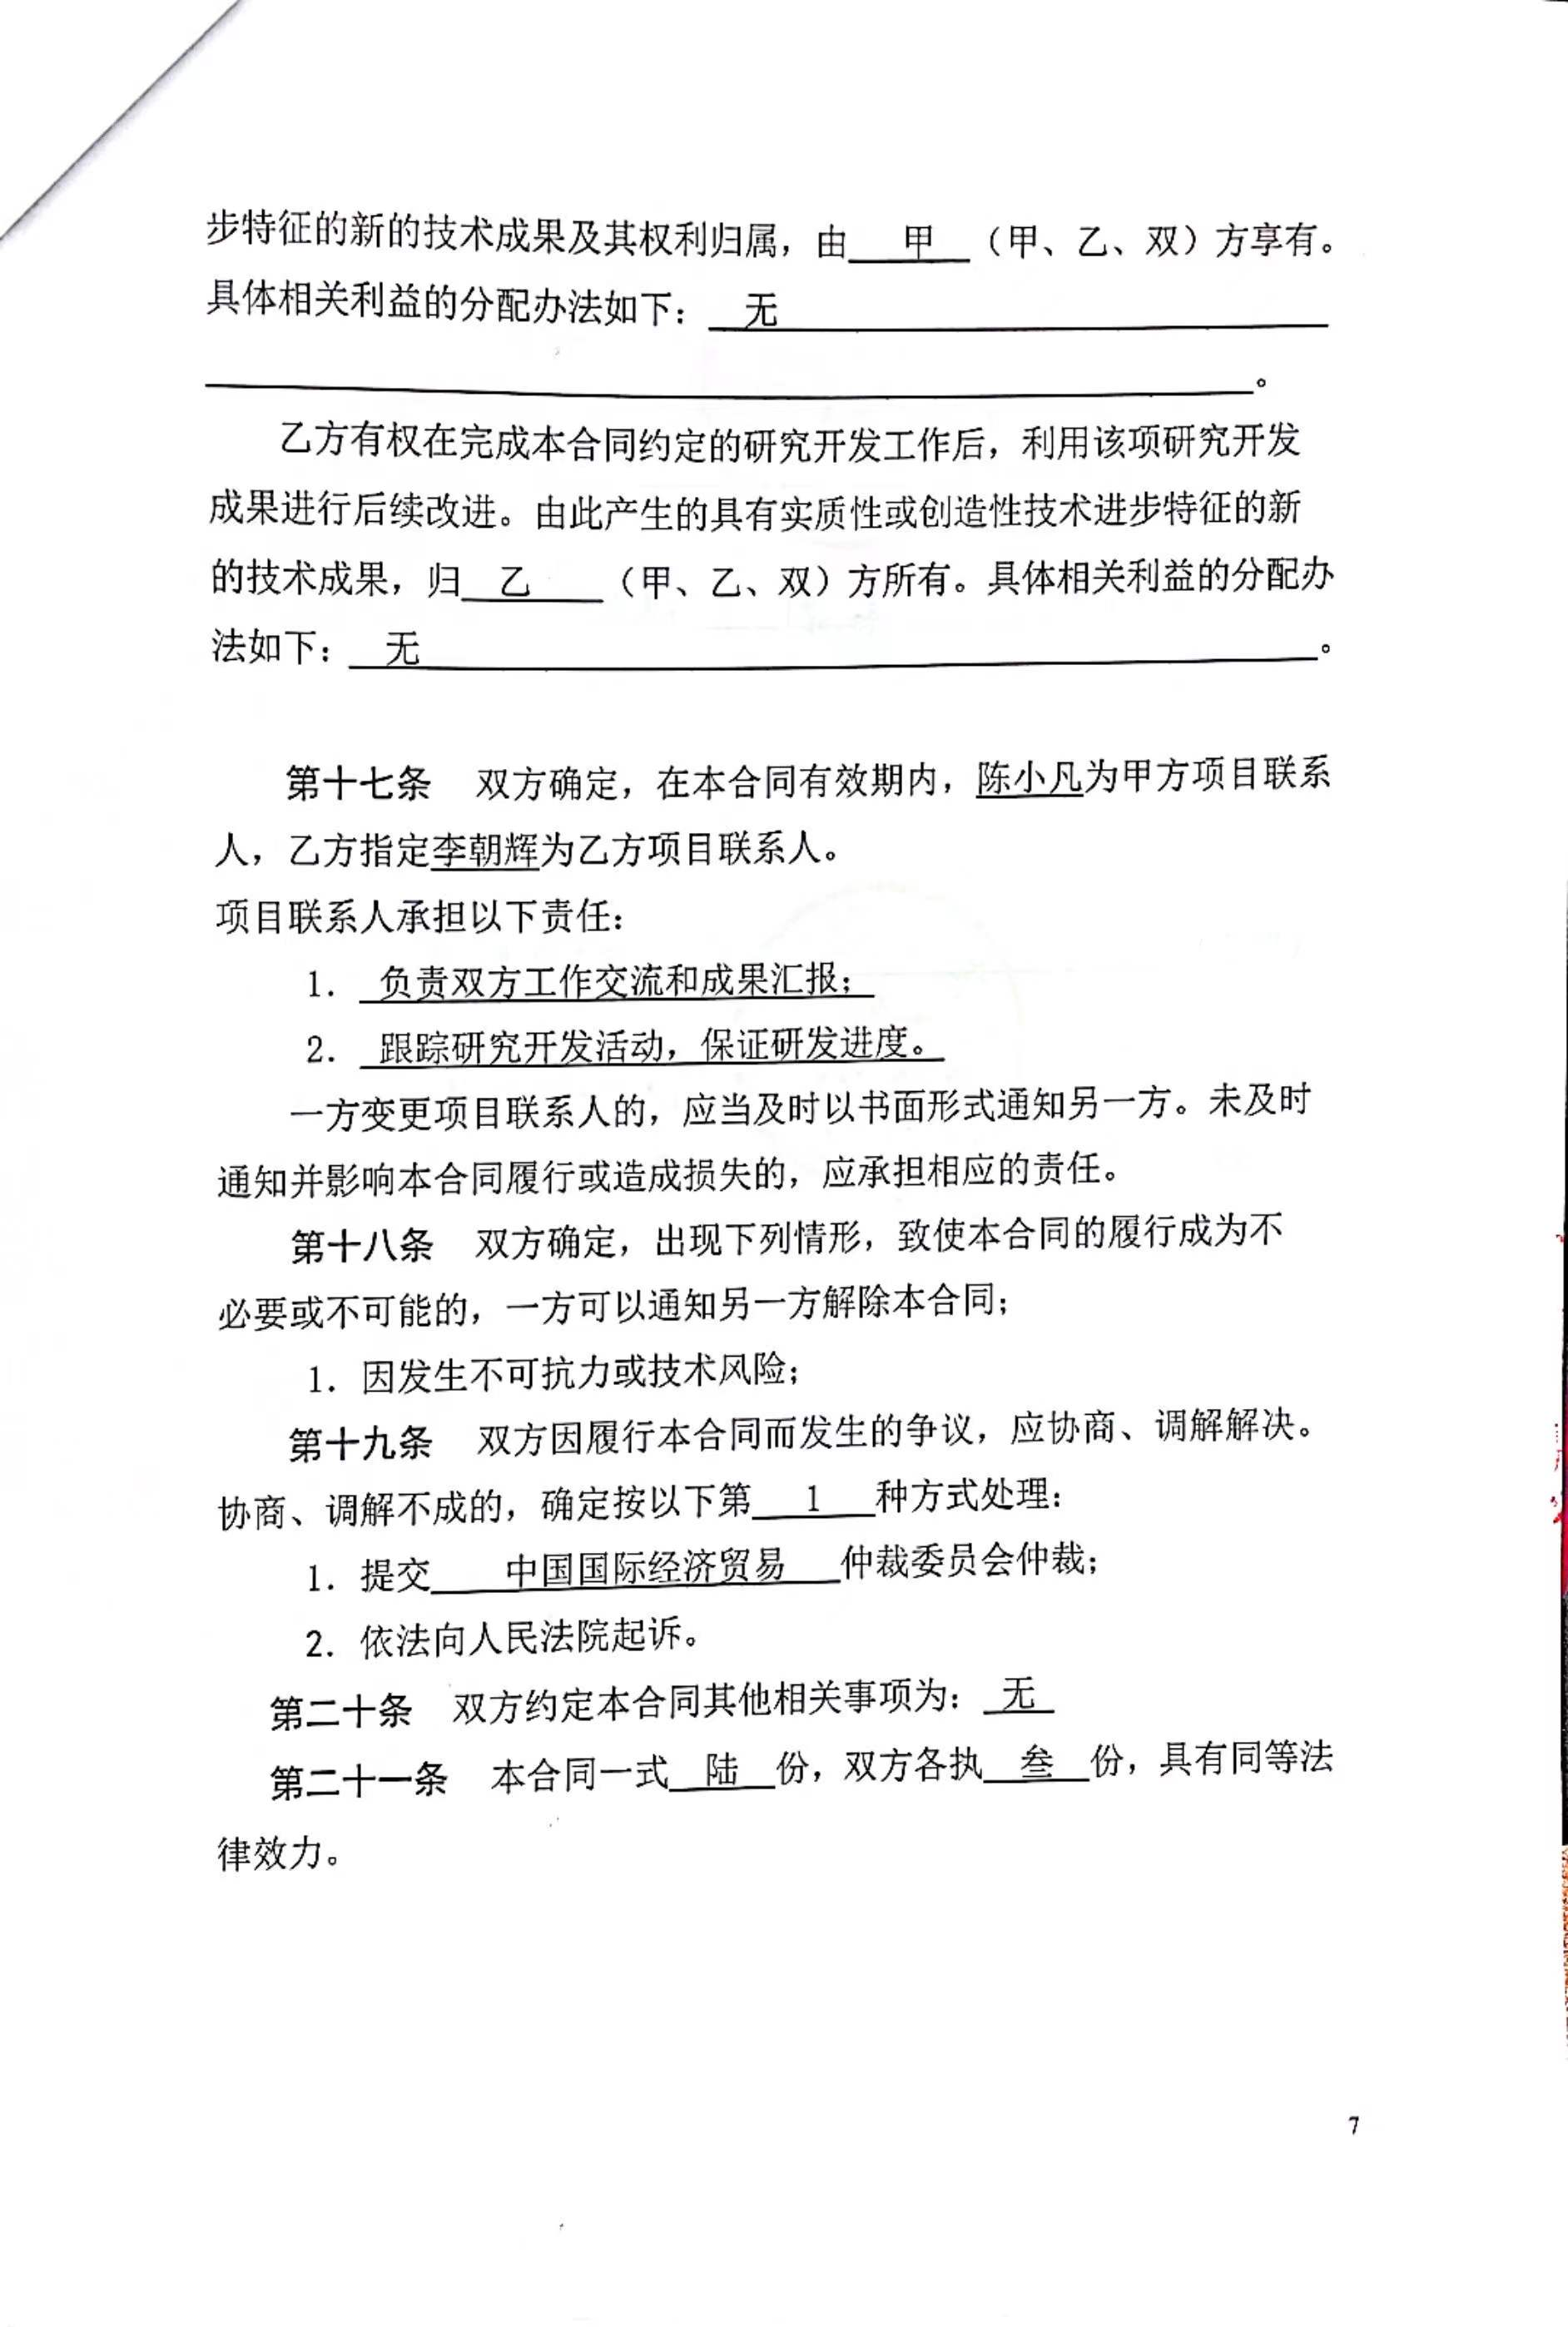 步特征的新的技术成果及其权利归属，由 甲 （甲、乙、双）方享有。
具体相关利益的分配办法如下： 无
。
乙方有权在完成本合同约定的研究开发工作后，利用该项研究开发
成果进行后续改进。由此产生的具有实质性或创造性技术进步特征的新
的技术成果，归 乙 （甲、乙、双）方所有。具体相关利益的分配办
法如下： 无 。
第十七条 双方确定，在本合同有效期内，陈小凡为甲方项目联系
人，乙方指定李朝辉为乙方项目联系人。
项目联系人承担以下责任：
1. 负责双方工作交流和成果汇报；
2. 跟踪研究开发活动，保证研发进度。
一方变更项目联系人的，应当及时以书面形式通知另一方。未及时
通知并影响本合同履行或造成损失的，应承担相应的责任。
第十八条 双方确定，出现下列情形，致使本合同的履行成为不
必要或不可能的，一方可以通知另一方解除本合同；
1. 因发生不可抗力或技术风险；
第十九条 双方因履行本合同而发生的争议，应协商、调解解决。
协商、调解不成的，确定按以下第 1 种方式处理：
1. 提交 中国国际经济贸易 仲裁委员会仲裁；
2. 依法向人民法院起诉。
第二十条 双方约定本合同其他相关事项为： 无
第二十一条 本合同一式 陆 份，双方各执 叁 份，具有同等法
律效力。
7